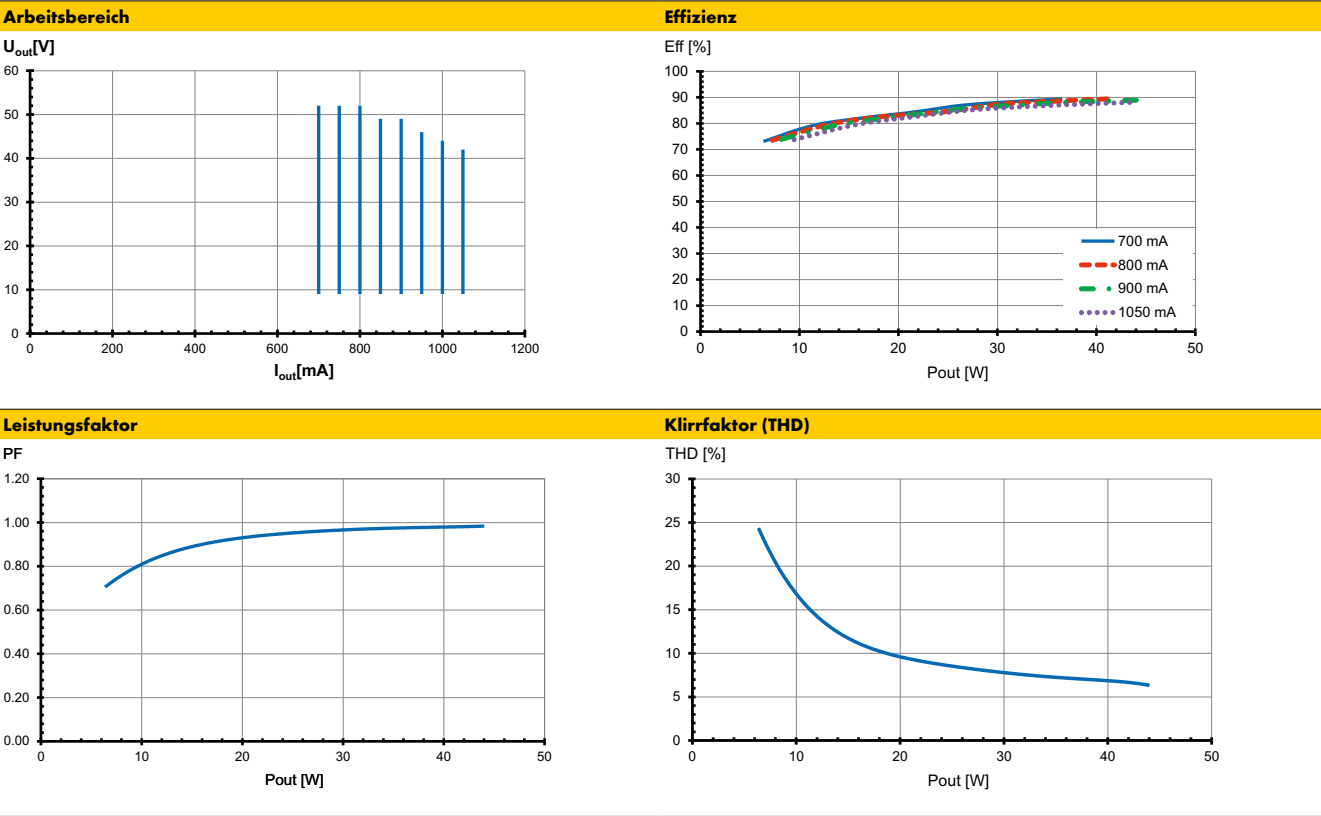 Arbeitsbereich
Uout[V]
60
50
40
30
20
10
0
0 200 400 600 800 1000 1200
Iout[mA]
Effizienz
Eff [%]
100
90
80
70
60
50
40
30
20
10
0
700 mA
800 mA
900 mA
1050 mA
0 10 20 30 40 50
Pout [W]
Leistungsfaktor
PF
1.20
1.00
0.80
0.60
0.40
0.20
0.00
0 10 20 30 40 50
Pout [W]
Klirrfaktor (THD)
THD [%]
30
25
20
15
10
5
0
0 10 20 30 40 50
Pout [W]